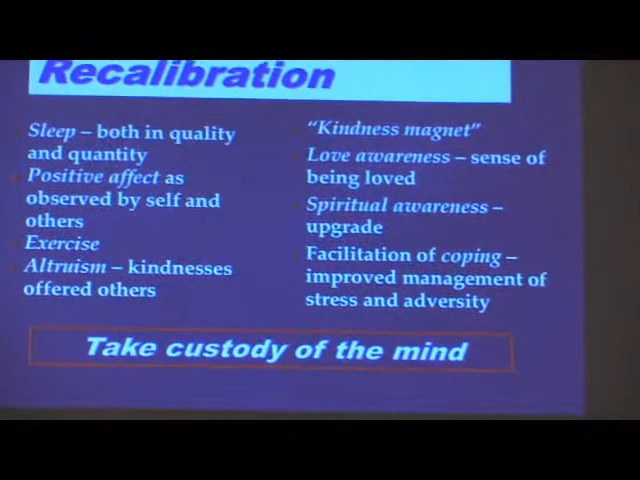 Recalibration
Sleep – both in quality
and quantity
Positive affect as
observed by self and
others
Exercise
Altruism – kindnesses
offered others
“Kindness magnet”
Love awareness – sense of
being loved
Spiritual awareness –
upgrade
Facilitation of coping –
improved management of
stress and adversity
Take custody of the mind